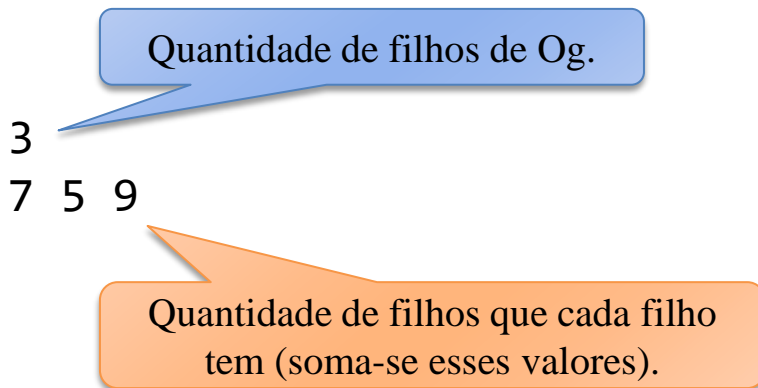 Quantidade de filhos de Og.
3
7 5 9
Quantidade de filhos que cada filho
tem (soma-se esses valores).